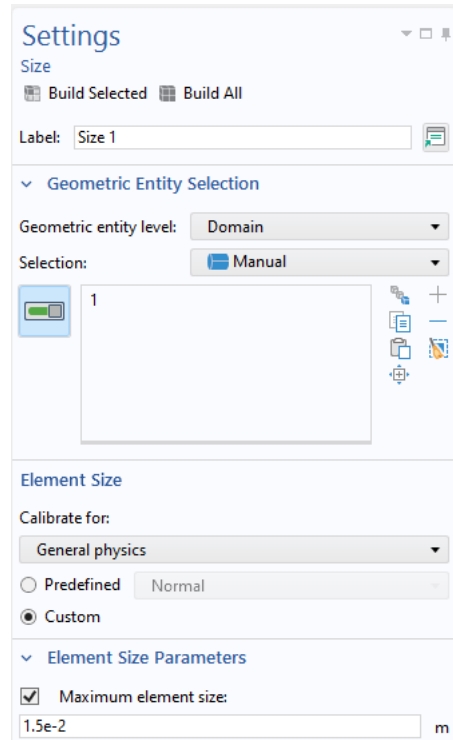 Settings
Size
Build Selected Build All
Label: Size 1
Geometric Entity Selection
Geometric entity level: Domain
Selection: Manual
1
Element Size
Calibrate for:
General physics
Predefined Normal
Custom
Element Size Parameters
Maximum element size:
1.5e-2 m